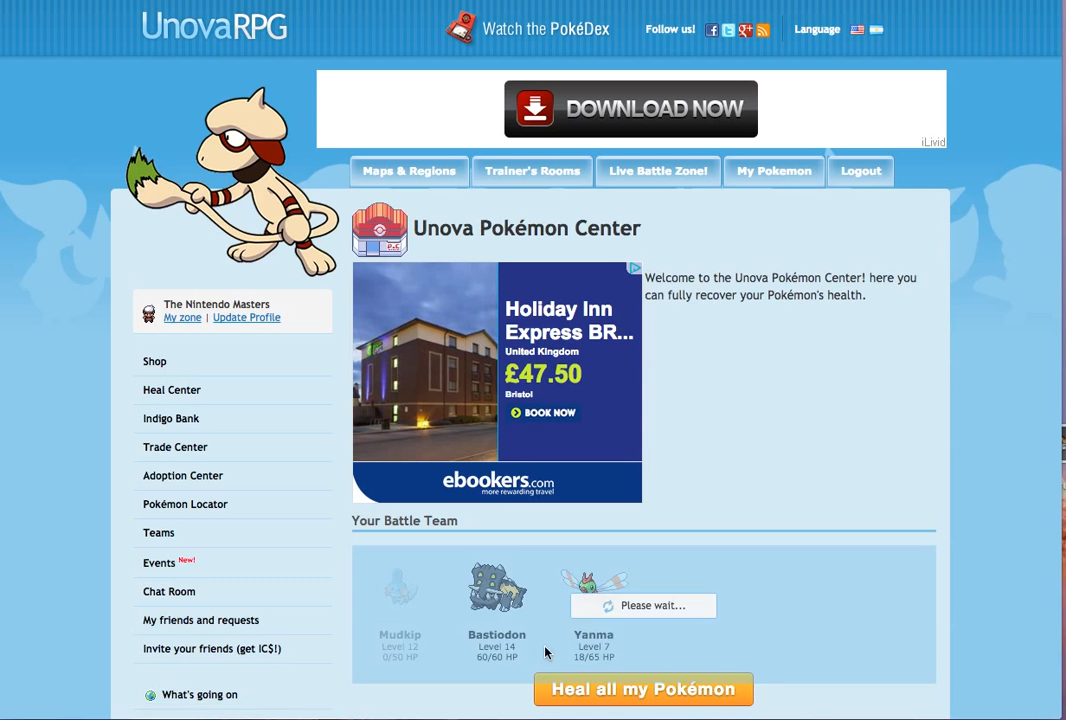 UnovaRPG
Watch the PokéDex
Follow us!
Language
DOWNLOAD NOW
iLivid
Maps & Regions
Trainer's Rooms
Live Battle Zone!
My Pokemon
Logout
Unova Pokémon Center
Holiday Inn
Express BR...
United Kingdom
£47.50
Bristol
BOOK NOW
ebookers.com
more rewarding travel
Welcome to the Unova Pokémon Center! here you
can fully recover your Pokémon's health.
The Nintendo Masters
My zone | Update Profile
Shop
Heal Center
Indigo Bank
Trade Center
Adoption Center
Pokémon Locator
Teams
Events New!
Chat Room
My friends and requests
Invite your friends (get IC$!)
What's going on
Your Battle Team
Please wait...
Mudkip
Level 12
0/50 HP
Bastiodon
Level 14
60/60 HP
Yanma
Level 7
18/65 HP
Heal all my Pokémon